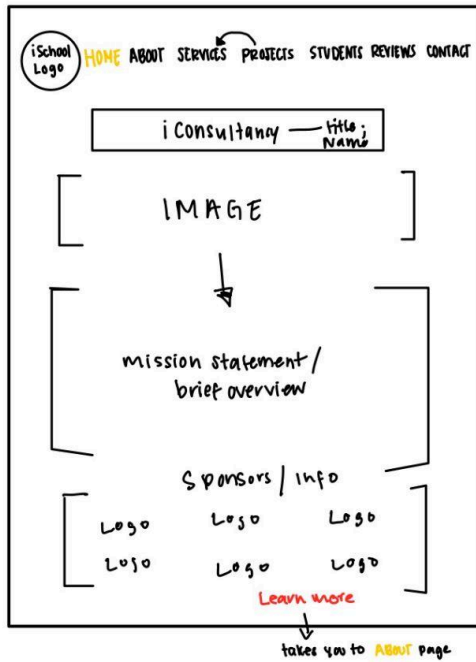 iSchool
Logo
HOME ABOUT SERVICES PROJECTS STUDENTS REVIEWS CONTACT
iConsultancy — title;
Name
IMAGE
mission statement/
brief overview
Sponsors/info
Logo Logo Logo
Logo Logo Logo
Learn more
takes you to ABOUT page